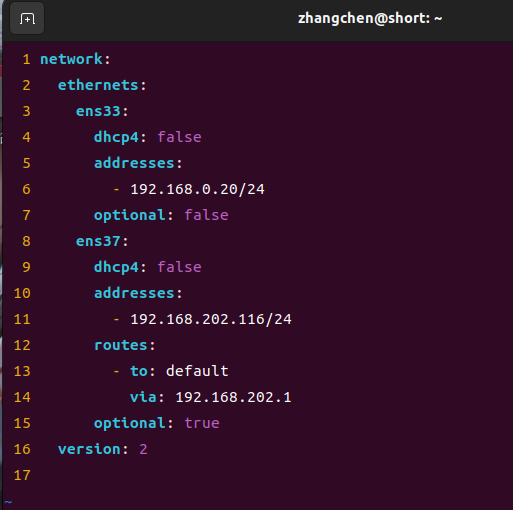 zhangchen@short: ~
1 network:
2   ethernets:
3     ens33:
4       dhcp4: false
5       addresses:
6         - 192.168.0.20/24
7       optional: false
8     ens37:
9       dhcp4: false
10       addresses:
11         - 192.168.202.116/24
12       routes:
13         - to: default
14           via: 192.168.202.1
15       optional: true
16   version: 2
17
~